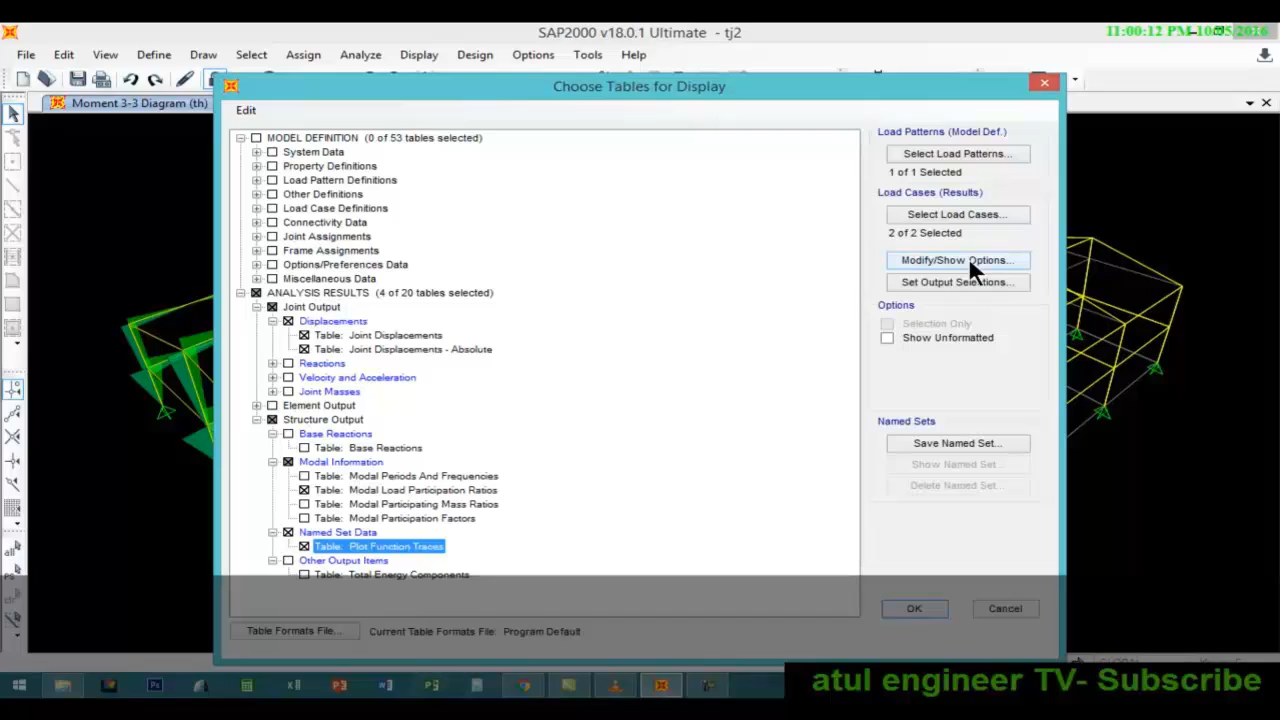 SAP2000 v18.0.1 Ultimate - tj2
11:00:12 PM 10/05/2016
File Edit View Define Draw Select Assign Analyze Display Design Options Tools Help
Moment 3-3 Diagram (th)
Choose Tables for Display
Edit
MODEL DEFINITION (0 of 53 tables selected)
System Data
Property Definitions
Load Pattern Definitions
Other Definitions
Load Case Definitions
Connectivity Data
Joint Assignments
Frame Assignments
Options/Preferences Data
Miscellaneous Data
ANALYSIS RESULTS (4 of 20 tables selected)
Joint Output
Displacements
Table: Joint Displacements
Table: Joint Displacements - Absolute
Reactions
Velocity and Acceleration
Joint Masses
Element Output
Structure Output
Base Reactions
Table: Base Reactions
Modal Information
Table: Modal Periods And Frequencies
Table: Modal Load Participation Ratios
Table: Modal Participating Mass Ratios
Table: Modal Participation Factors
Named Set Data
Table: Plot Function Traces
Other Output Items
Table: Total Energy Components
Load Patterns (Model Def.)
Select Load Patterns...
1 of 1 Selected
Load Cases (Results)
Select Load Cases...
2 of 2 Selected
Modify/Show Options...
Set Output Selections...
Options
Selection Only
Show Unformatted
Named Sets
Save Named Set...
Show Named Set...
Delete Named Set...
OK
Cancel
Table Formats File...
Current Table Formats File: Program Default
atul engineer TV- Subscribe